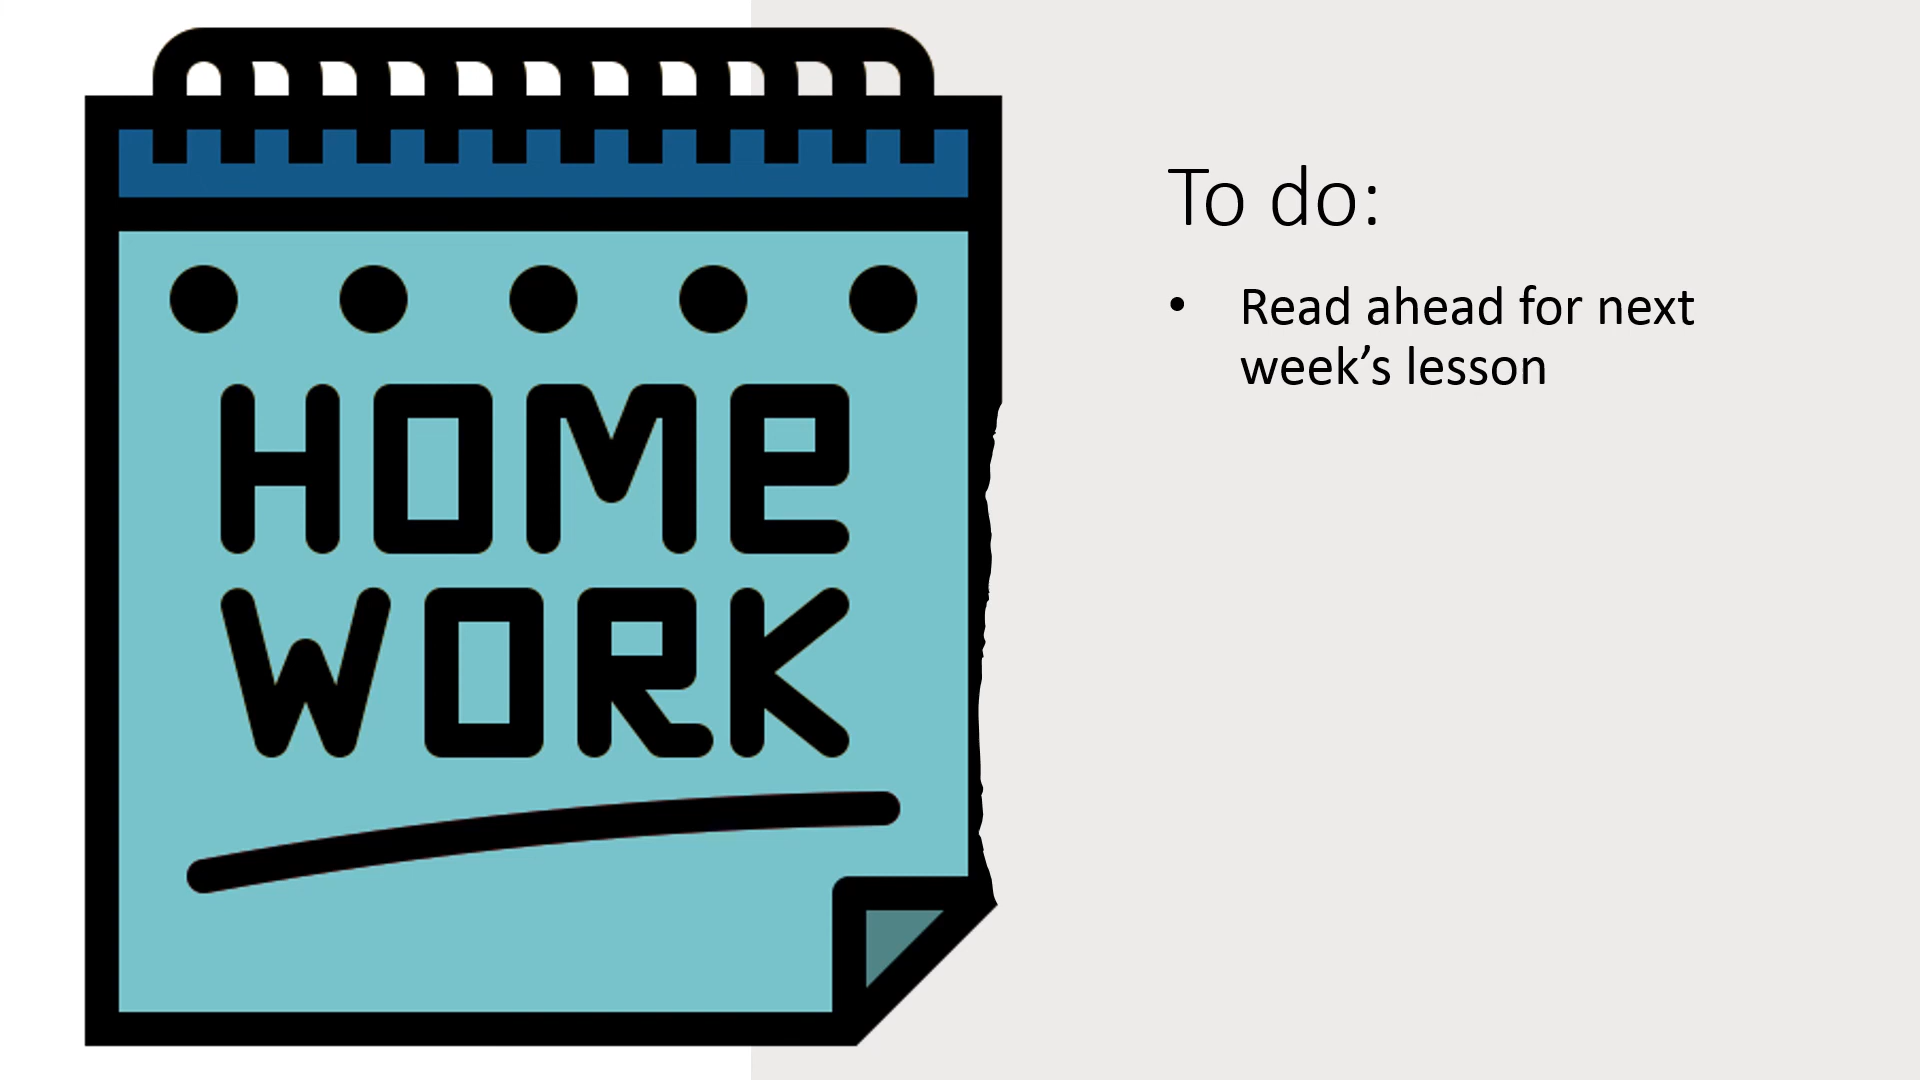 HOMe
WORK
To do:
• Read ahead for next
week’s lesson